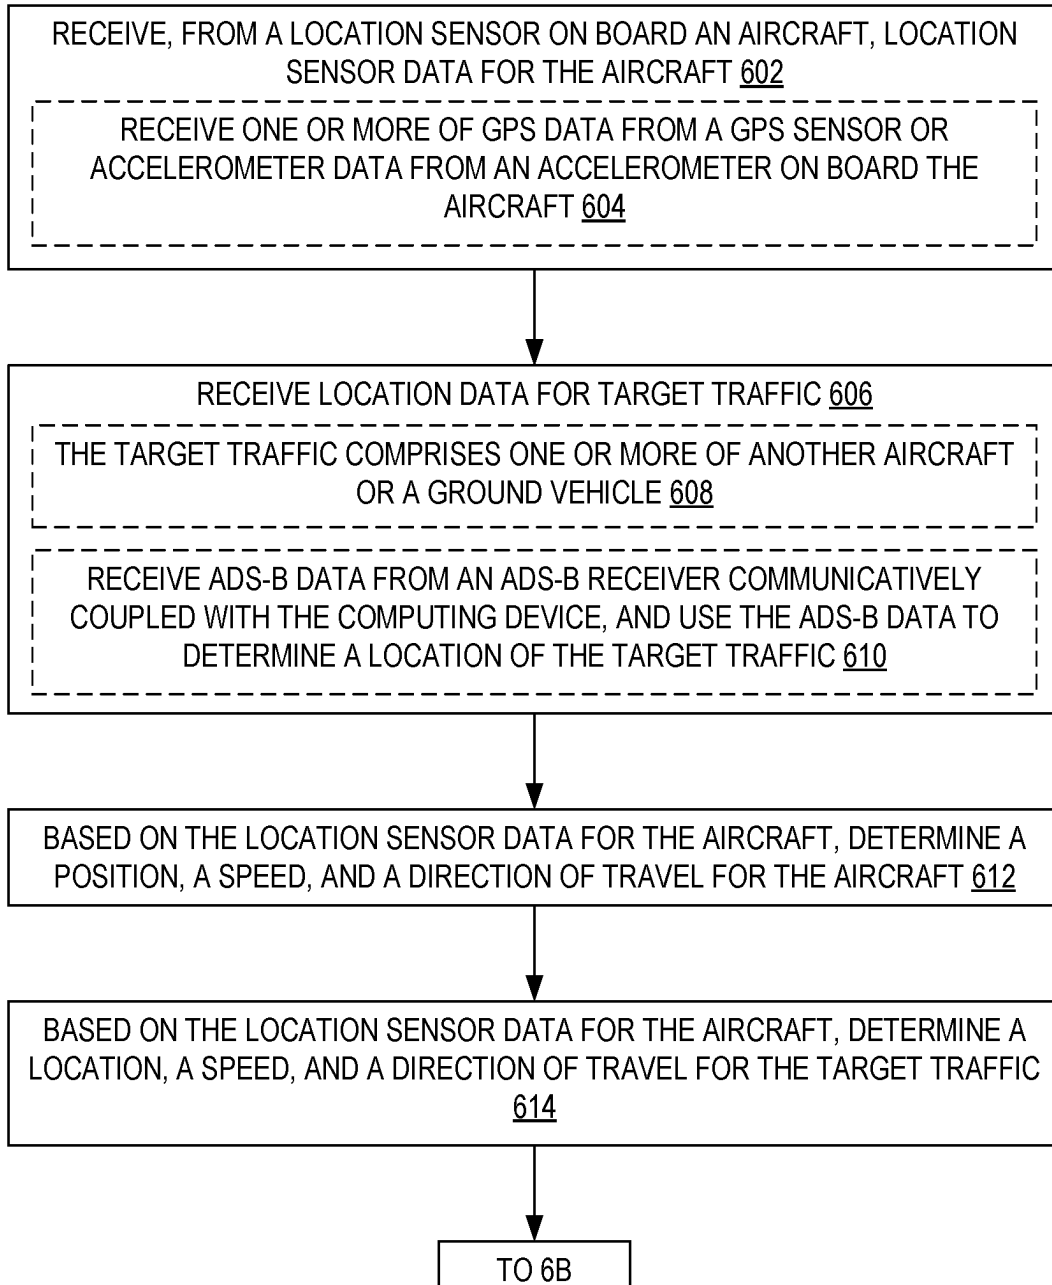 RECEIVE, FROM A LOCATION SENSOR ON BOARD AN AIRCRAFT, LOCATION
SENSOR DATA FOR THE AIRCRAFT 602
RECEIVE ONE OR MORE OF GPS DATA FROM A GPS SENSOR OR
ACCELEROMETER DATA FROM AN ACCELEROMETER ON BOARD THE
AIRCRAFT 604
RECEIVE LOCATION DATA FOR TARGET TRAFFIC 606
THE TARGET TRAFFIC COMPRISES ONE OR MORE OF ANOTHER AIRCRAFT
OR A GROUND VEHICLE 608
RECEIVE ADS-B DATA FROM AN ADS-B RECEIVER COMMUNICATIVELY
COUPLED WITH THE COMPUTING DEVICE, AND USE THE ADS-B DATA TO
DETERMINE A LOCATION OF THE TARGET TRAFFIC 610
BASED ON THE LOCATION SENSOR DATA FOR THE AIRCRAFT, DETERMINE A
POSITION, A SPEED, AND A DIRECTION OF TRAVEL FOR THE AIRCRAFT 612
BASED ON THE LOCATION SENSOR DATA FOR THE AIRCRAFT, DETERMINE A
LOCATION, A SPEED, AND A DIRECTION OF TRAVEL FOR THE TARGET TRAFFIC
614
TO 6B